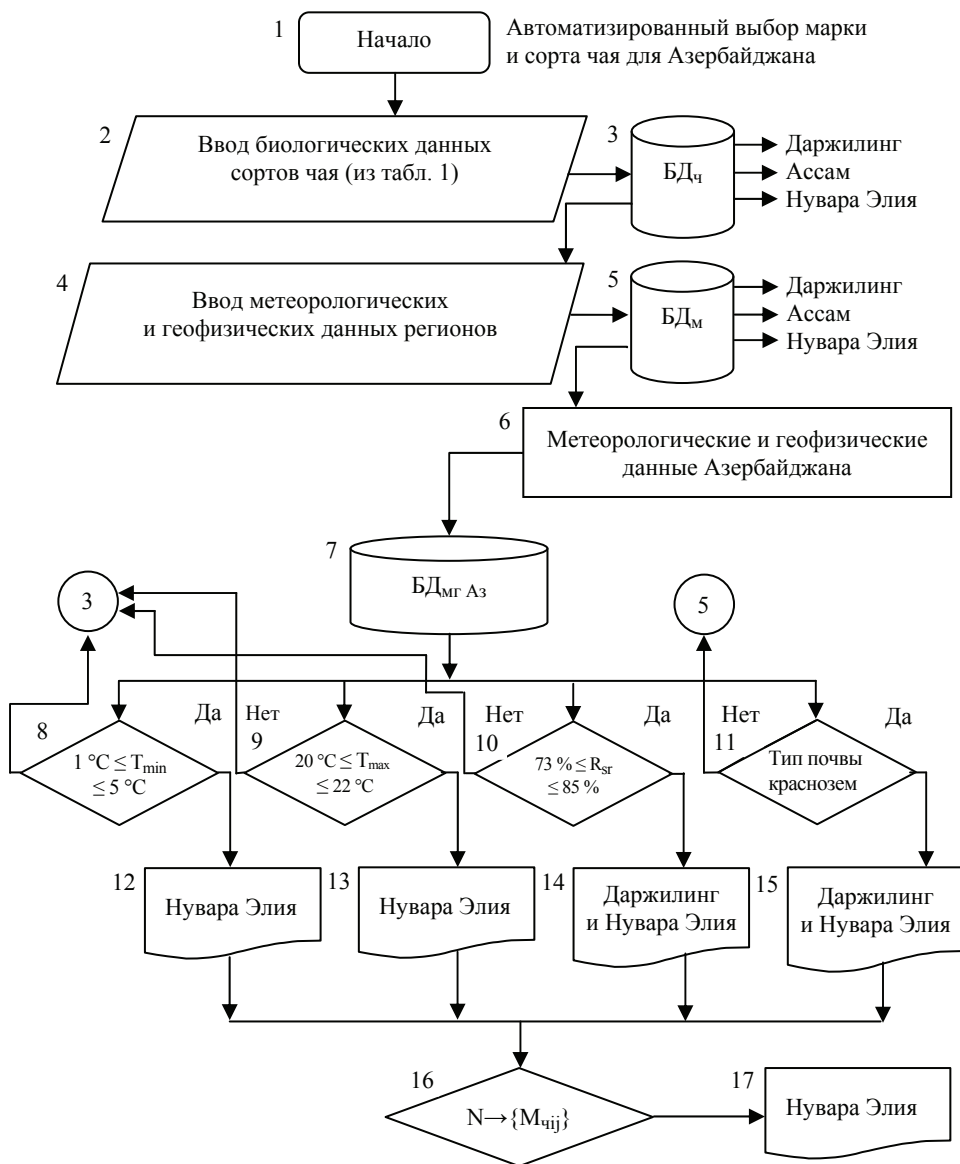 1
Начало
Автоматизированный выбор марки
и сорта чая для Азербайджана
2
Ввод биологических данных
сортов чая (из табл. 1)
3
БДч
Даржилинг
Ассам
Нувара Элия
4
Ввод метеорологических
и геофизических данных регионов
5
БДм
Даржилинг
Ассам
Нувара Элия
6
Метеорологические и геофизические
данные Азербайджана
7
БДмг Аз
3
5
8
1 °C ≤ Tmin
≤ 5 °C
Да
Нет
9
20 °C ≤ Tmax
≤ 22 °C
Да
Нет
10
73 % ≤ Rsr
≤ 85 %
Да
Нет
11
Тип почвы
краснозем
Да
12
Нувара Элия
13
Нувара Элия
14
Даржилинг
и Нувара Элия
15
Даржилинг
и Нувара Элия
16
N→{Mчij}
17
Нувара Элия